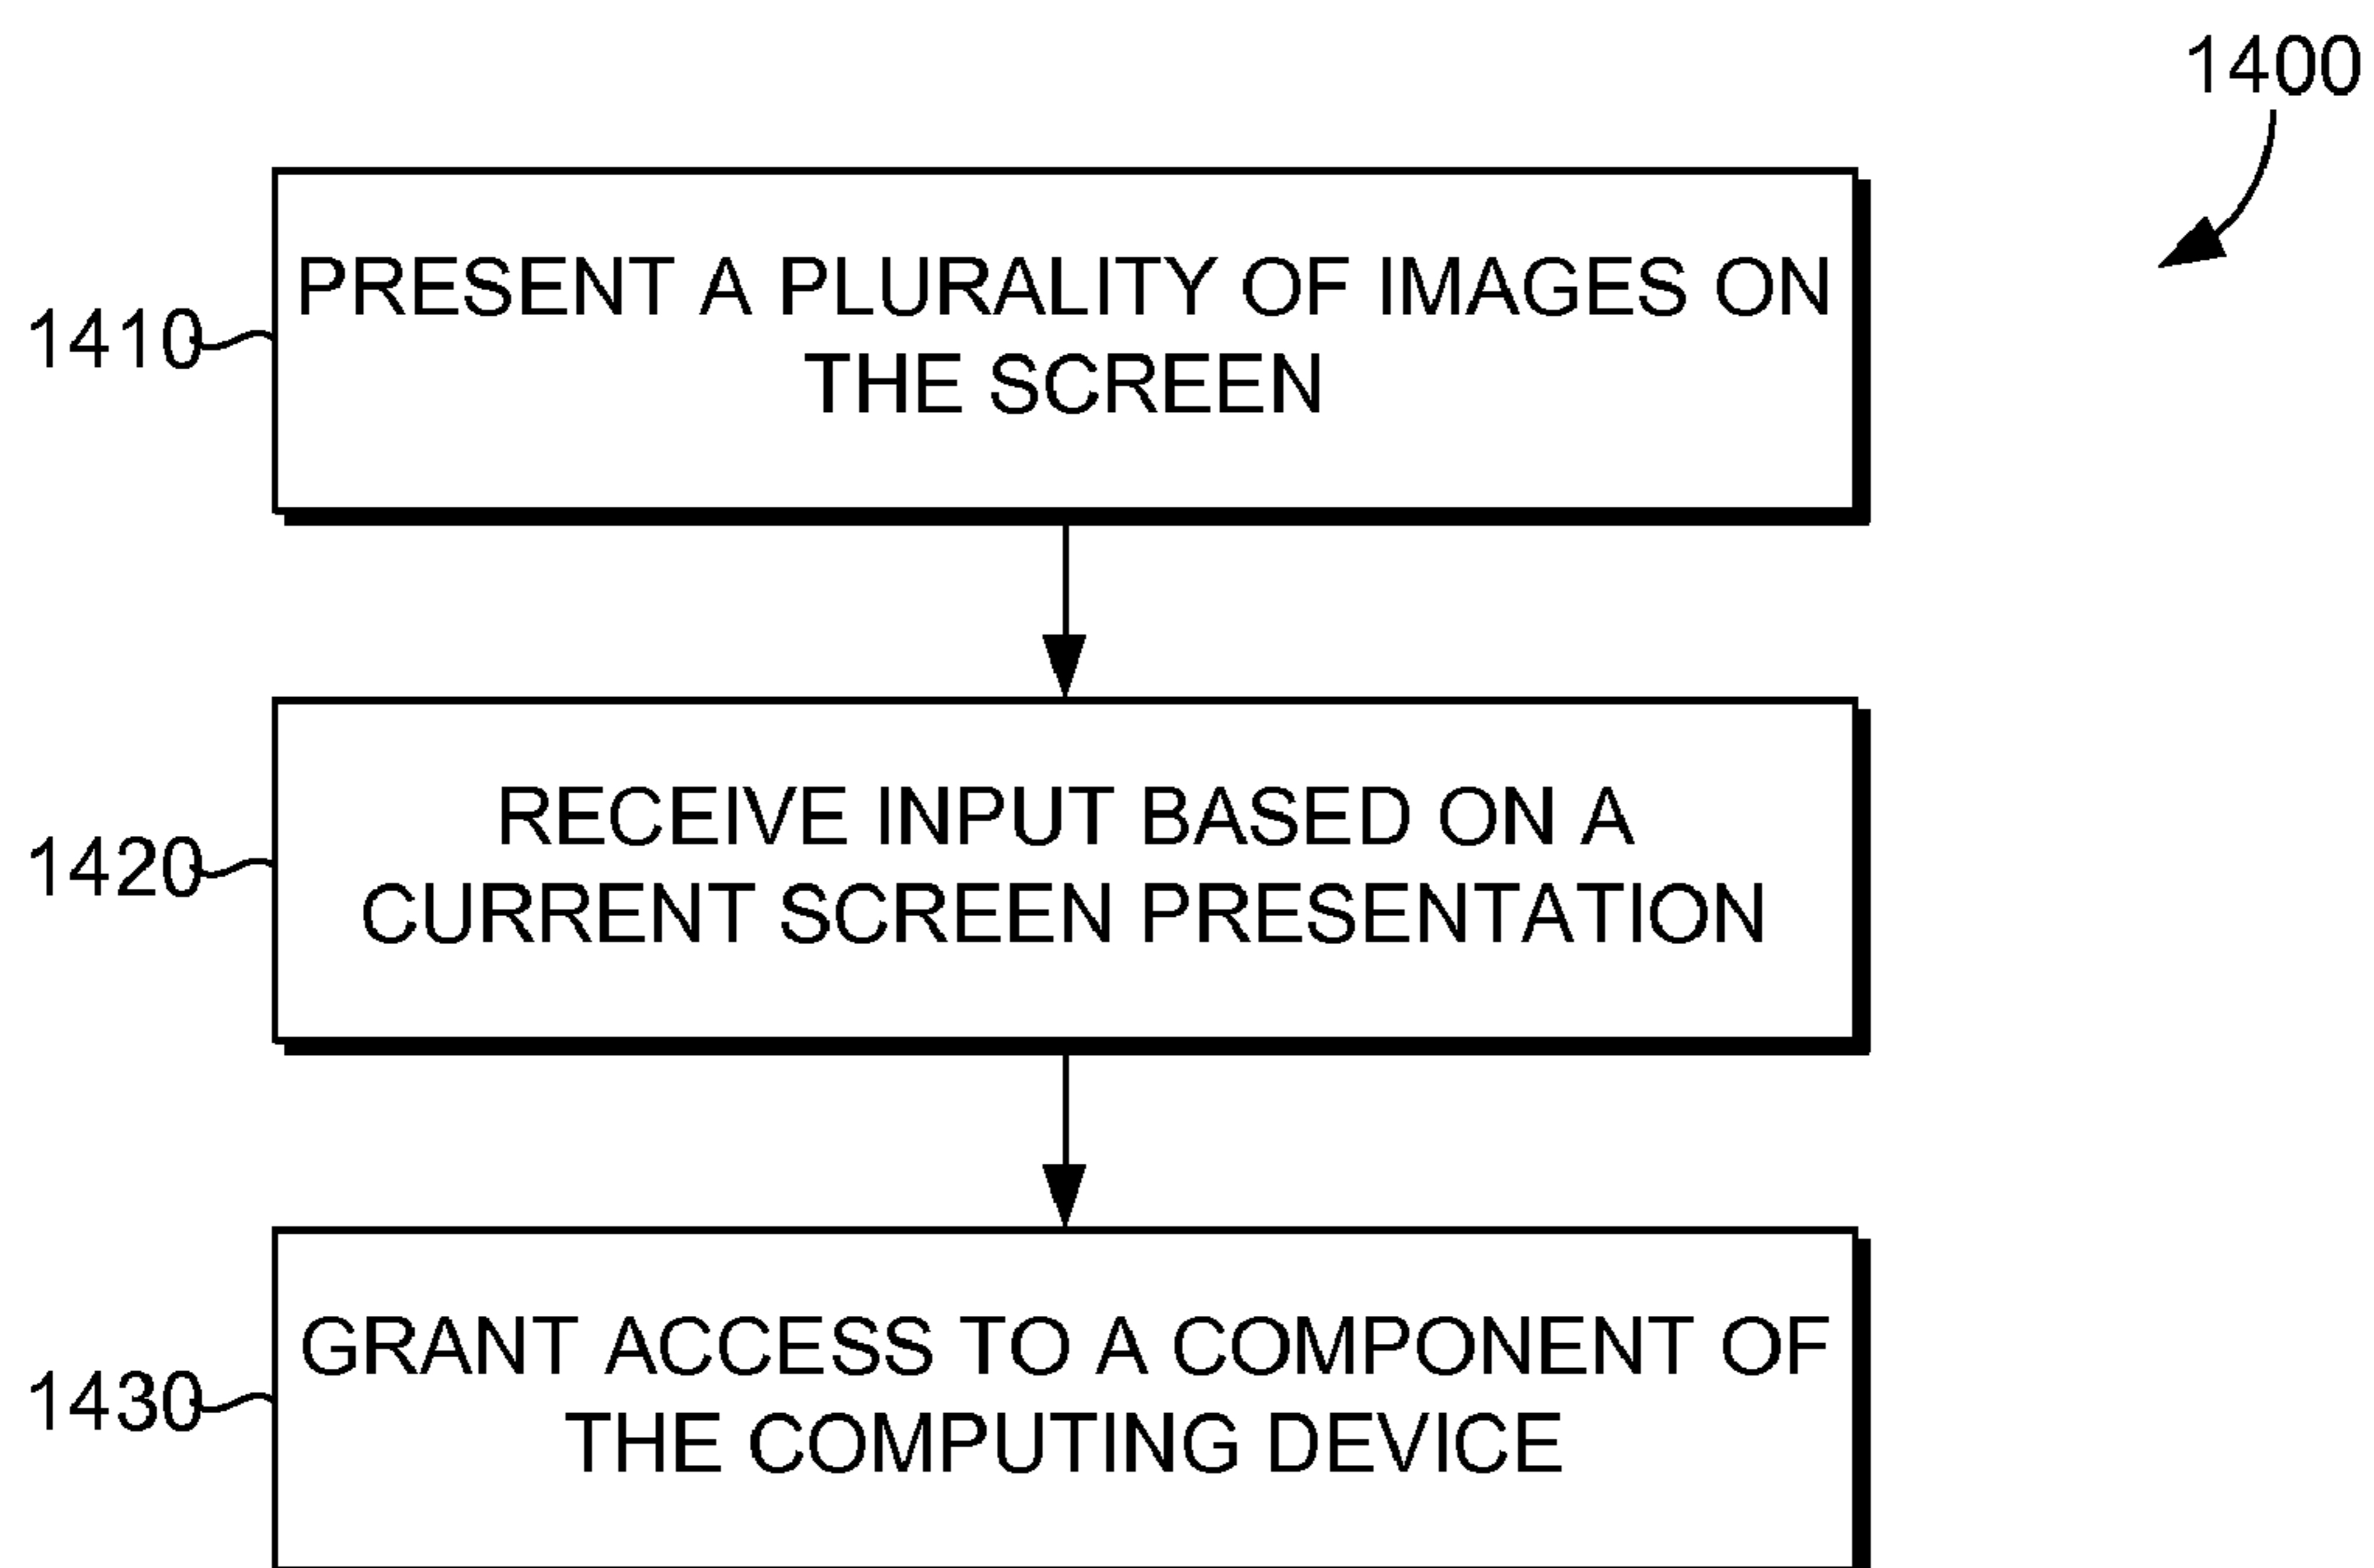 1400
PRESENT A PLURALITY OF IMAGES ON
THE SCREEN
1410
RECEIVE INPUT BASED ON A
CURRENT SCREEN PRESENTATION
1420
GRANT ACCESS TO A COMPONENT OF
THE COMPUTING DEVICE
1430